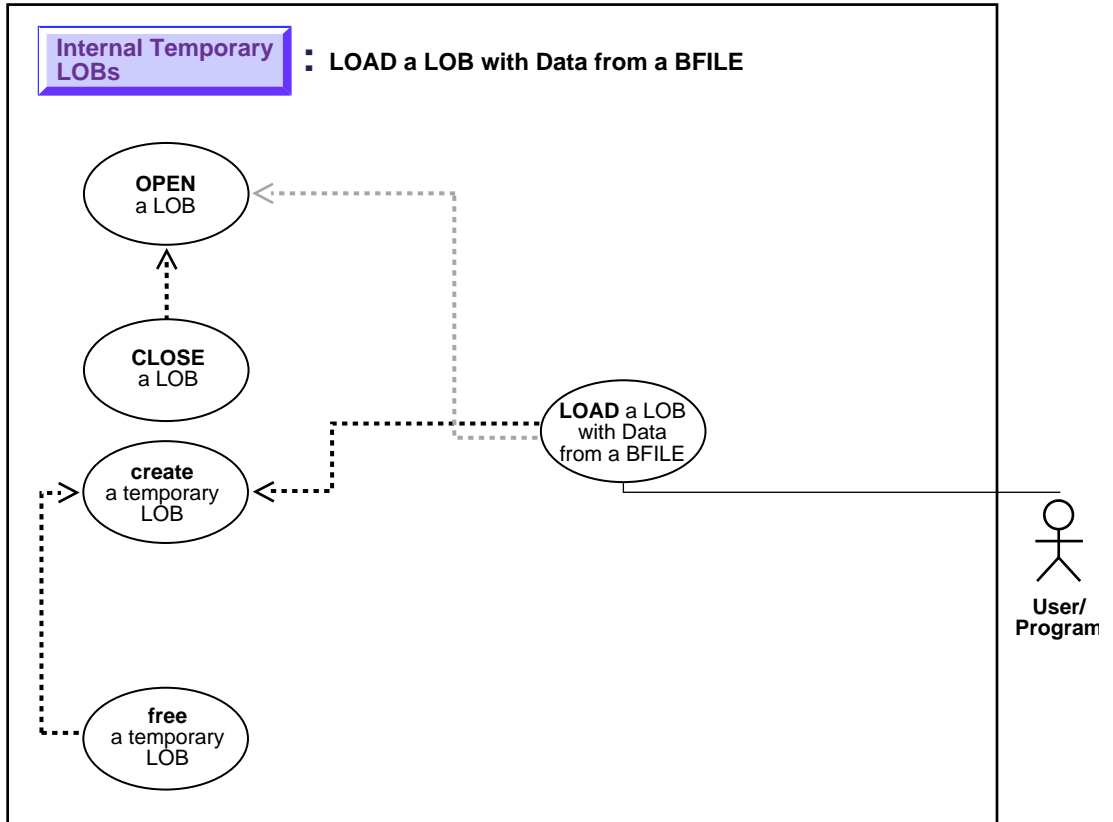 Internal Temporary
LOBs
: LOAD a LOB with Data from a BFILE
OPEN
a LOB
CLOSE
a LOB
LOAD a LOB
with Data
from a BFILE
create
a temporary
LOB
User/
Program
free
a temporary
LOB